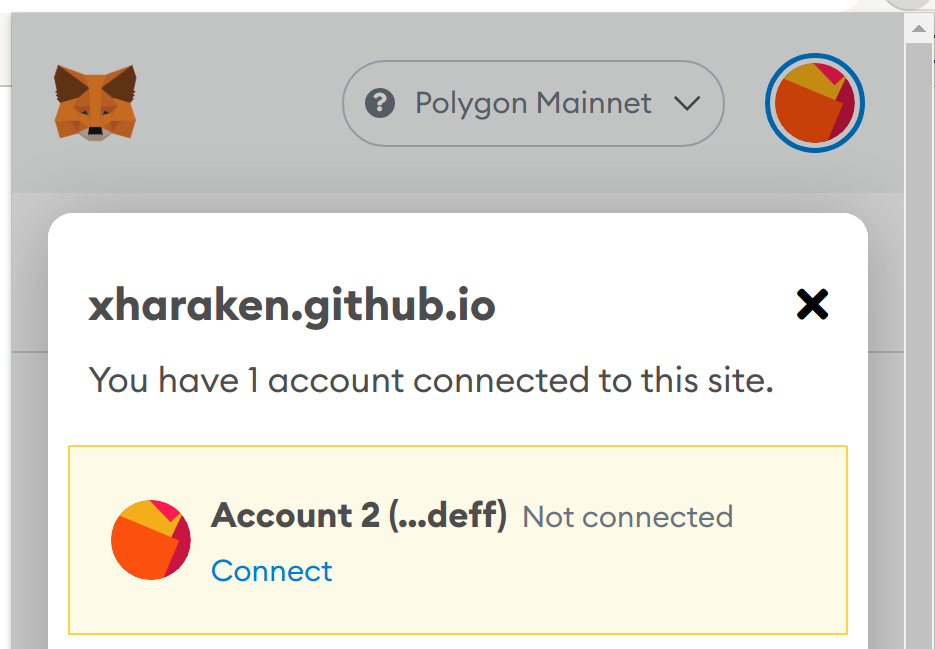 ? Polygon Mainnet
xharaken.github.io
You have 1 account connected to this site.
Account 2 (...deff) Not connected
Connect